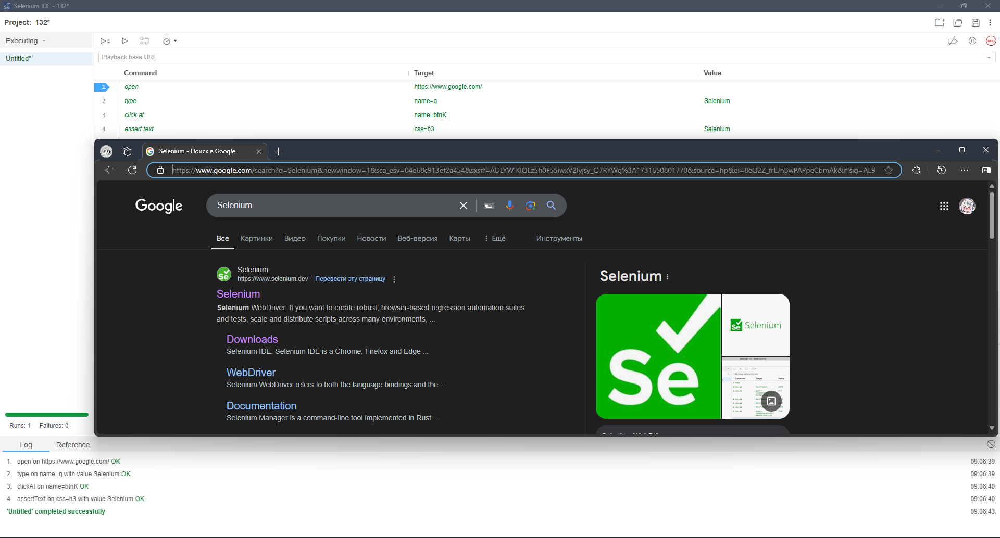 Selenium IDE - 132*
Project: 132*
Executing
REC
Untitled*
Playback base URL
Command Target Value
1 open https://www.google.com/
2 type name=q Selenium
3 click at name=btnK
4 assert text css=h3 Selenium
Selenium - Поиск в Google
https://www.google.com/search?q=Selenium&newwindow=1&sca_esv=04e68c913ef2a454&sxsrf=ADLYWIKIQEz5h0F55iwxV2lyjsy_Q7RYWg%3A1731650801770&source=hp&ei=8eQ2Z_frLJnBwPAPpeCbmAk&iflsig=AL9
Google
Selenium
Все Картинки Видео Покупки Новости Веб-версия Карты Ещё Инструменты
Selenium
https://www.selenium.dev · Перевести эту страницу
Selenium
Selenium WebDriver. If you want to create robust, browser-based regression automation suites
and tests, scale and distribute scripts across many environments, ...
Downloads
Selenium IDE. Selenium IDE is a Chrome, Firefox and Edge ...
WebDriver
Selenium WebDriver refers to both the language bindings and the ...
Documentation
Selenium Manager is a command-line tool implemented in Rust ...
Selenium
Se
Se Selenium
Command Target Value
Runs: 1 Failures: 0
Log Reference
1. open on https://www.google.com/ OK 09:06:39
2. type on name=q with value Selenium OK 09:06:39
3. clickAt on name=btnK OK 09:06:40
4. assertText on css=h3 with value Selenium OK 09:06:40
'Untitled' completed successfully 09:06:43